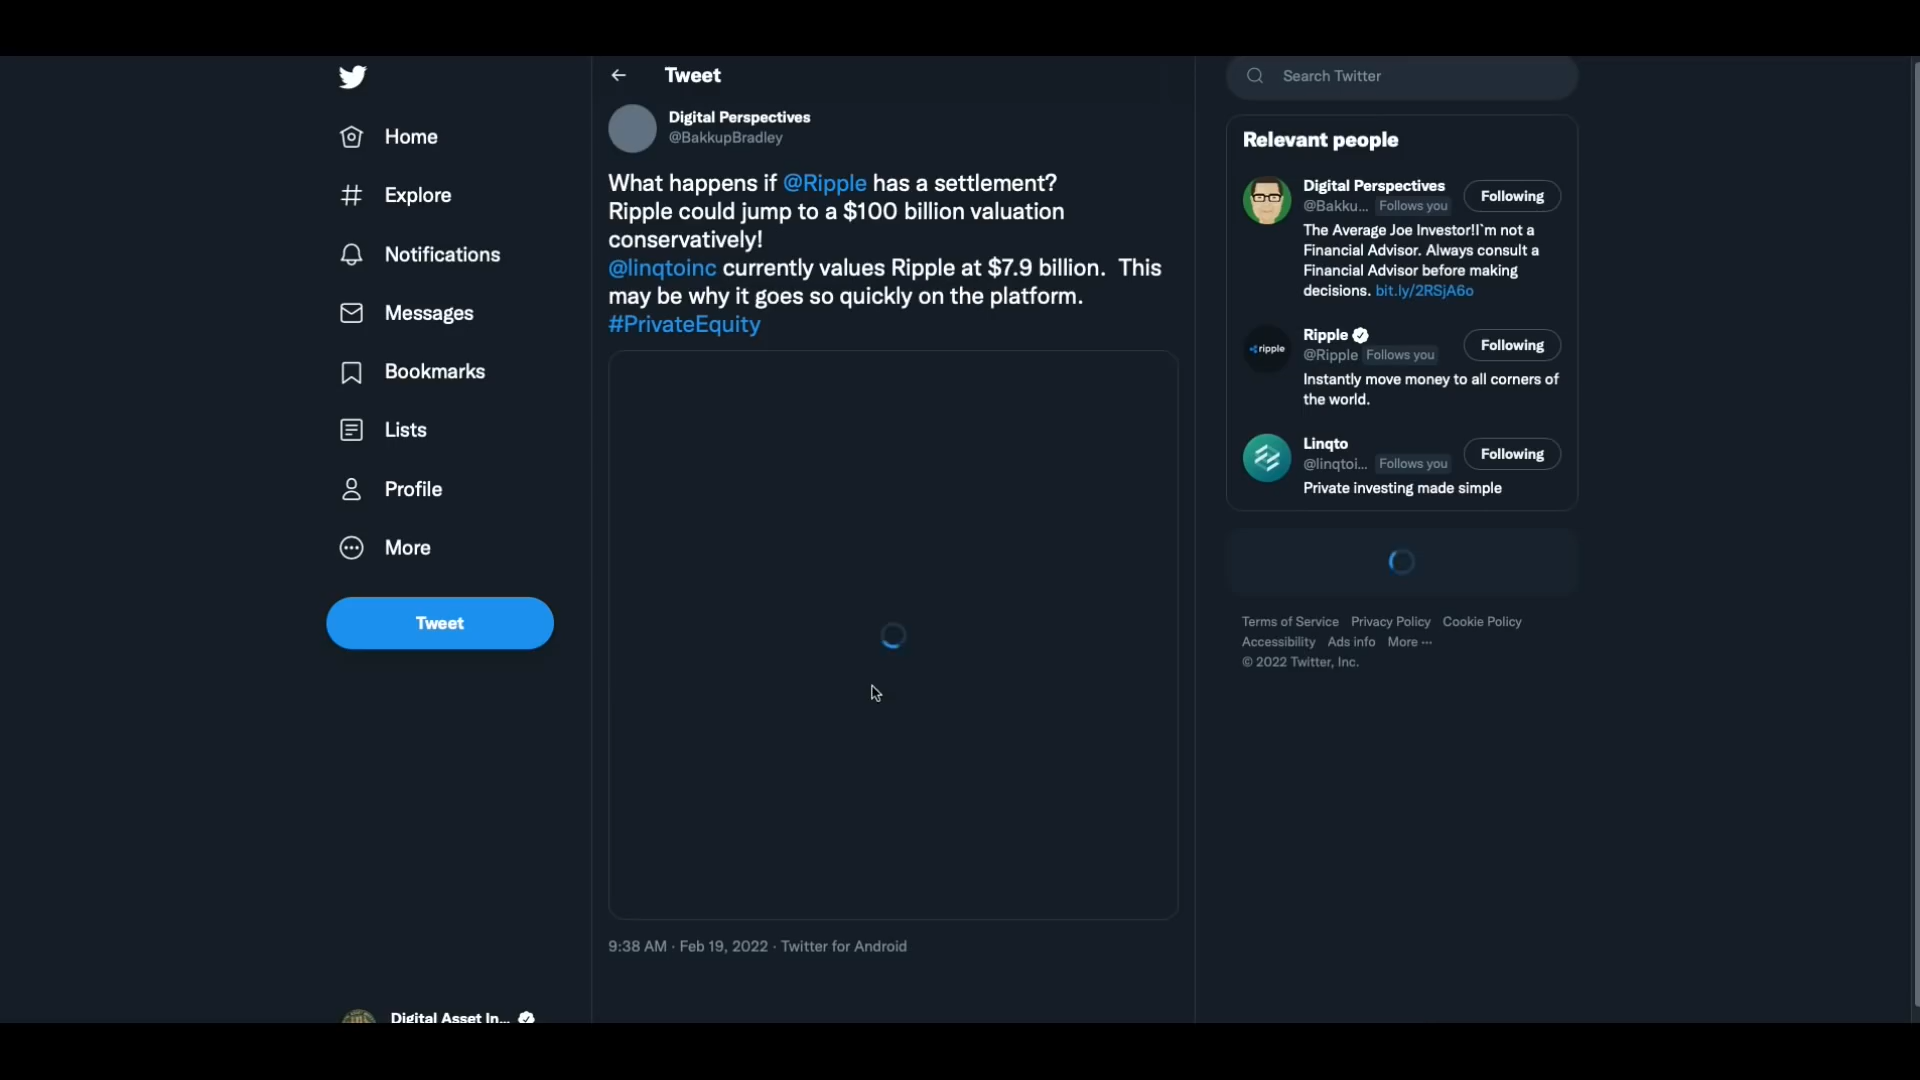 Home
Explore
Notifications
Messages
Bookmarks
Lists
Profile
More
Tweet
Digital Asset In...
Tweet
Digital Perspectives
@BakkupBradley
What happens if @Ripple has a settlement?
Ripple could jump to a $100 billion valuation
conservatively!
@linqtoinc currently values Ripple at $7.9 billion.  This
may be why it goes so quickly on the platform.
#PrivateEquity
9:38 AM · Feb 19, 2022 · Twitter for Android
Search Twitter
Relevant people
Digital Perspectives
@Bakku... Follows you
Following
The Average Joe Investor!I`m not a
Financial Advisor. Always consult a
Financial Advisor before making
decisions. bit.ly/2RSjA6o
ripple
Ripple
@Ripple Follows you
Following
Instantly move money to all corners of
the world.
Linqto
@linqtoi... Follows you
Following
Private investing made simple
Terms of Service Privacy Policy Cookie Policy
Accessibility Ads info More ···
© 2022 Twitter, Inc.